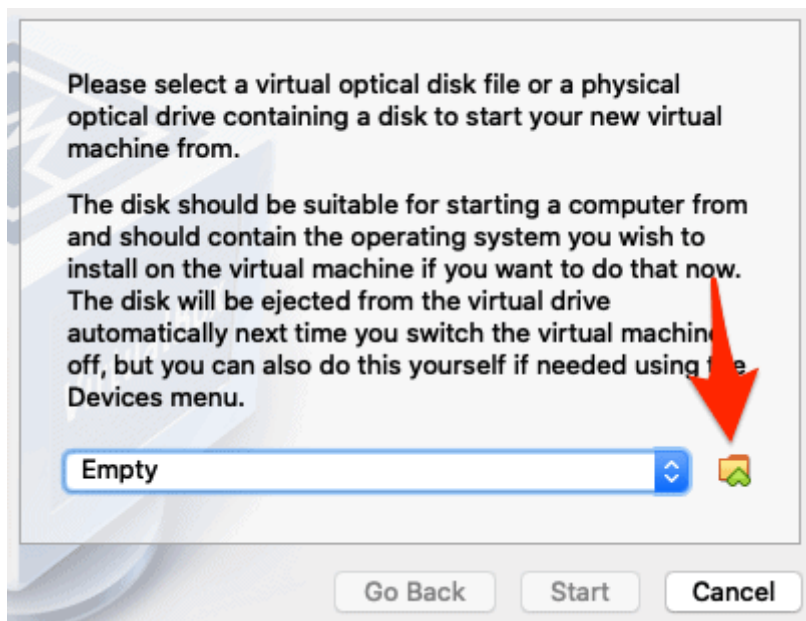 Please select a virtual optical disk file or a physical
optical drive containing a disk to start your new virtual
machine from.
The disk should be suitable for starting a computer from
and should contain the operating system you wish to
install on the virtual machine if you want to do that now.
The disk will be ejected from the virtual drive
automatically next time you switch the virtual machine
off, but you can also do this yourself if needed using the
Devices menu.
Empty
Go Back Start Cancel